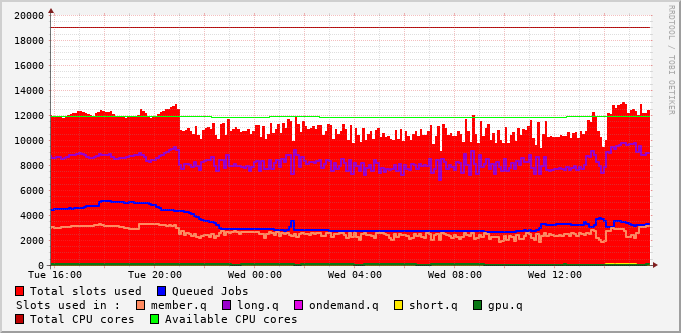 RRDTOOL / TOBI OETIKER
20000
18000
16000
14000
12000
10000
8000
6000
4000
2000
0
Tue 16:00 Tue 20:00 Wed 00:00 Wed 04:00 Wed 08:00 Wed 12:00
Total slots used Queued Jobs
Slots used in : member.q long.q ondemand.q short.q gpu.q
Total CPU cores Available CPU cores